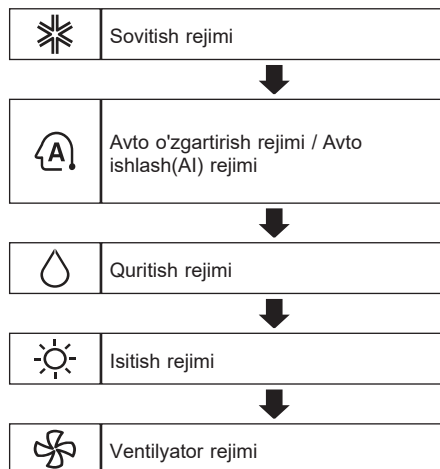 Sovitish rejimi
A
Avto o'zgartirish rejimi / Avto
ishlash(AI) rejimi
Quritish rejimi
Isitish rejimi
Ventilyator rejimi